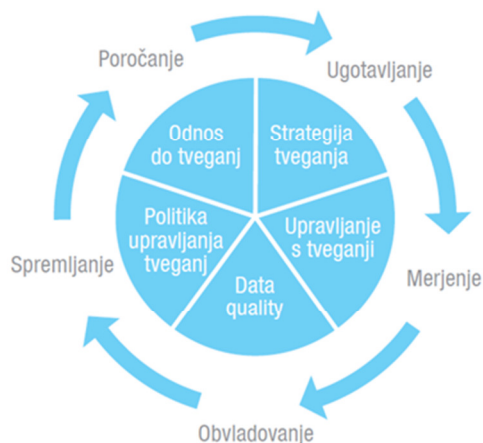 Poročanje
Ugotavljanje
Odnos
do tveganj
Strategija
tveganja
Politika
upravljanja
tveganj
Upravljanje
s tveganji
Spremljanje
Merjenje
Data
quality
Obvladovanje